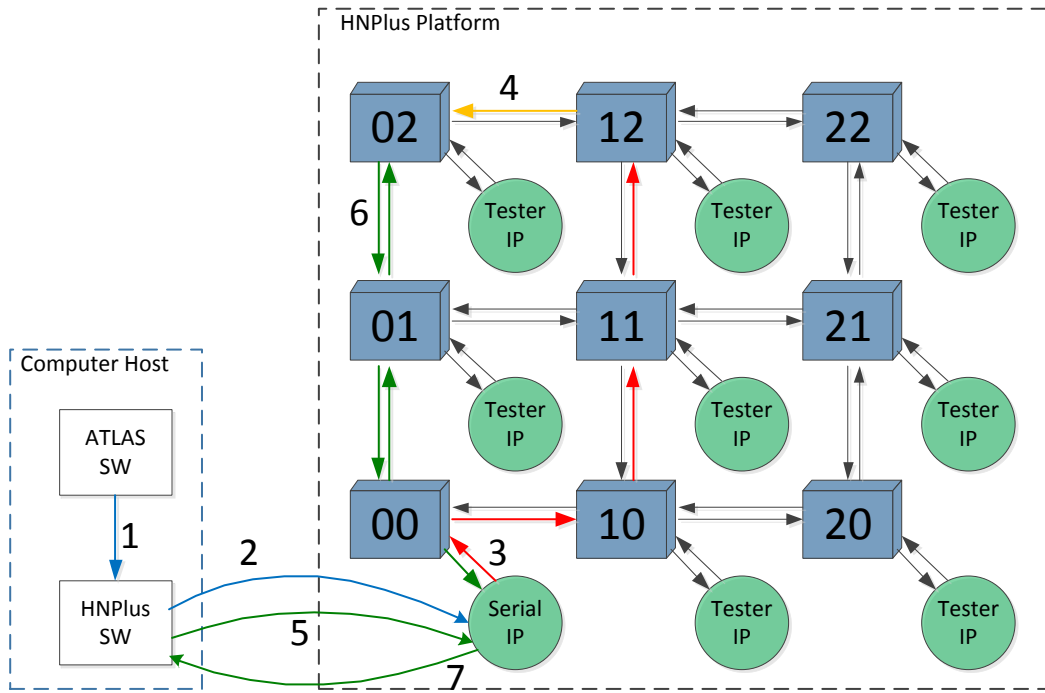 HNPlus Platform
4
02
12
22
6
Tester
IP
Tester
IP
Tester
IP
01
11
21
Computer Host
Tester
IP
Tester
IP
Tester
IP
ATLAS
SW
00
10
20
1
2
3
HNPlus
SW
5
Serial
IP
Tester
IP
Tester
IP
7